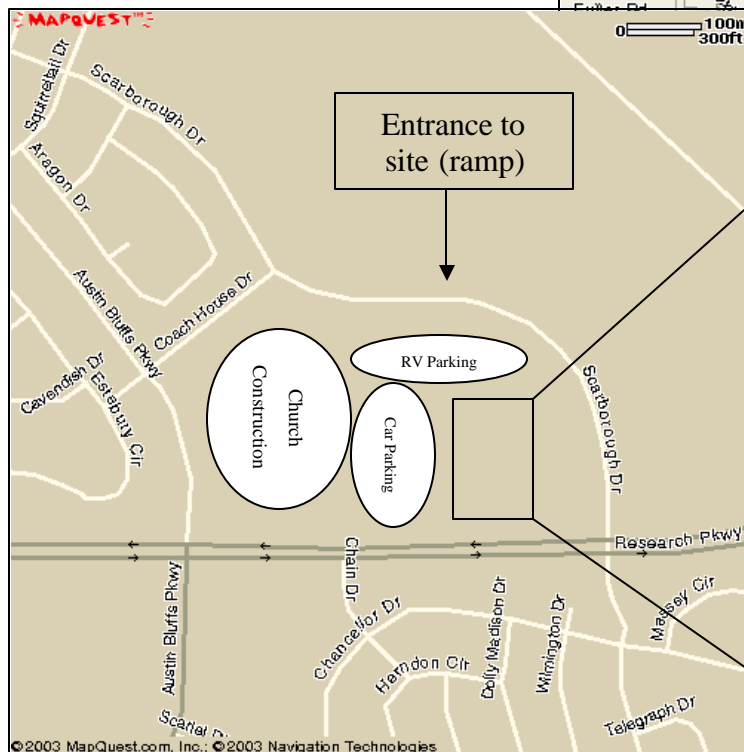 Fuller Rd
MAPQUEST™
0 100m
300ft
Squirreltail Dr
Scarborough Dr
Aragon Dr
Entrance to
site (ramp)
Austin Bluffs Pkwy
Coach House Dr
RV Parking
Cavendish Dr
Estebury Cir
Church
Construction
Car Parking
Scarborough Dr
Research Pkwy
Chain Dr
Austin Bluffs Pkwy
Chancellor Dr
Herndon Cir
Dolly Madison Dr
Wilmington Dr
Massey Cir
Telegraph Dr
©2003 MapQuest.com, Inc.; ©2003 Navigation Technologies